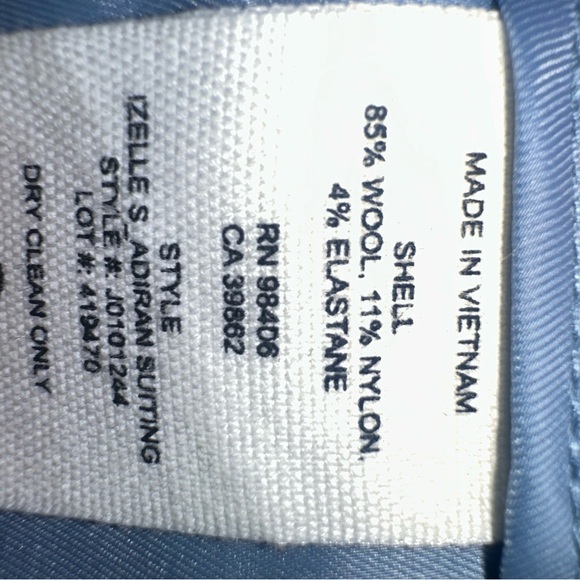 MADE IN VIETNAM
SHELL
85% WOOL, 11% NYLON,
4% ELASTANE
RN 98406
CA 39862
STYLE
IZELLE S_ADIRAN SUITING
STYLE #: J0101244
LOT #: 419470
DRY CLEAN ONLY